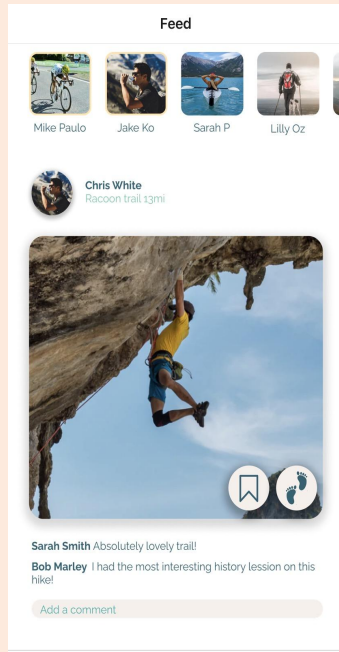 Feed
Mike Paulo
Jake Ko
Sarah P
Lilly Oz
Chris White
Racoon trail 13mi
Sarah Smith Absolutely lovely trail!
Bob Marley I had the most interesting history lession on this
hike!
Add a comment